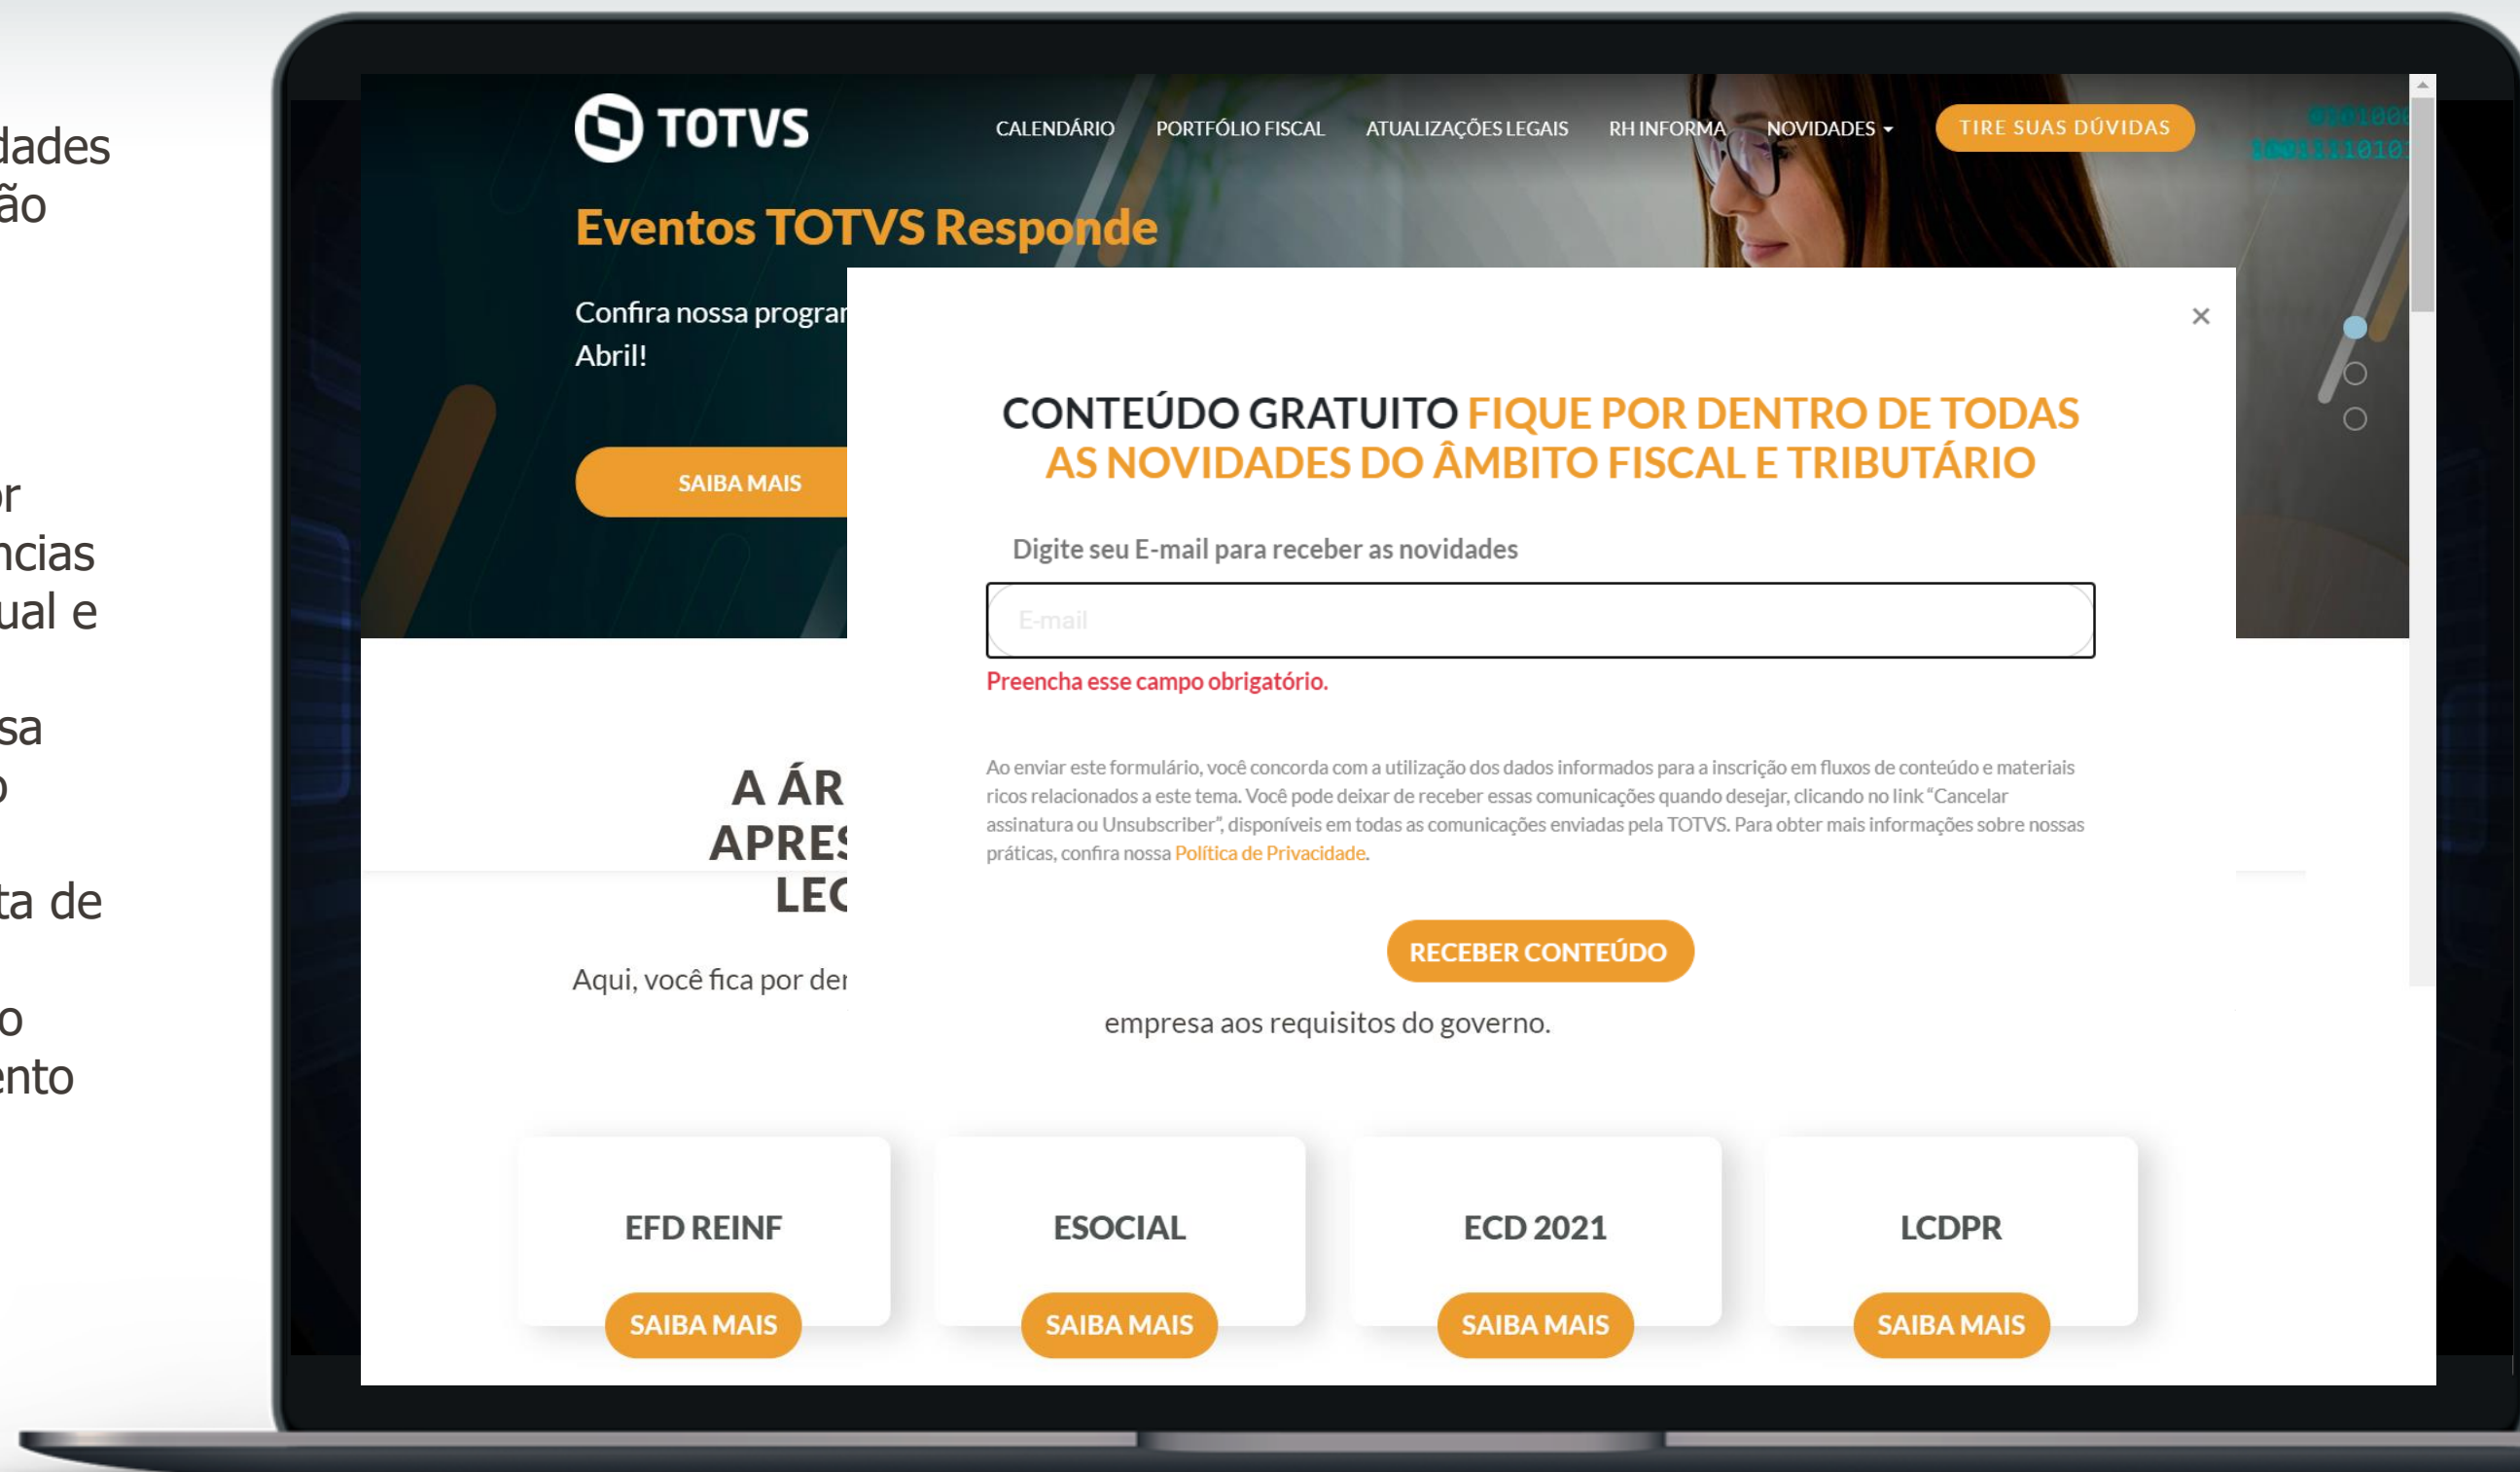 dades
ão
or
ncias
ual e
sa
o
ta de
o
ento
TOTVS
CALENDÁRIO PORTFÓLIO FISCAL ATUALIZAÇÕES LEGAIS RH INFORMA NOVIDADES TIRE SUAS DÚVIDAS
Eventos TOTVS Responde
Confira nossa program
Abril!
SAIBA MAIS
×
CONTEÚDO GRATUITO FIQUE POR DENTRO DE TODAS
AS NOVIDADES DO ÂMBITO FISCAL E TRIBUTÁRIO
Digite seu E-mail para receber as novidades
E-mail
Preencha esse campo obrigatório.
Ao enviar este formulário, você concorda com a utilização dos dados informados para a inscrição em fluxos de conteúdo e materiais
ricos relacionados a este tema. Você pode deixar de receber essas comunicações quando desejar, clicando no link “Cancelar
assinatura ou Unsubscriber”, disponíveis em todas as comunicações enviadas pela TOTVS. Para obter mais informações sobre nossas
práticas, confira nossa Política de Privacidade.
RECEBER CONTEÚDO
A ÁR
APRES
LEG
Aqui, você fica por der
empresa aos requisitos do governo.
EFD REINF
SAIBA MAIS
ESOCIAL
SAIBA MAIS
ECD 2021
SAIBA MAIS
LCDPR
SAIBA MAIS